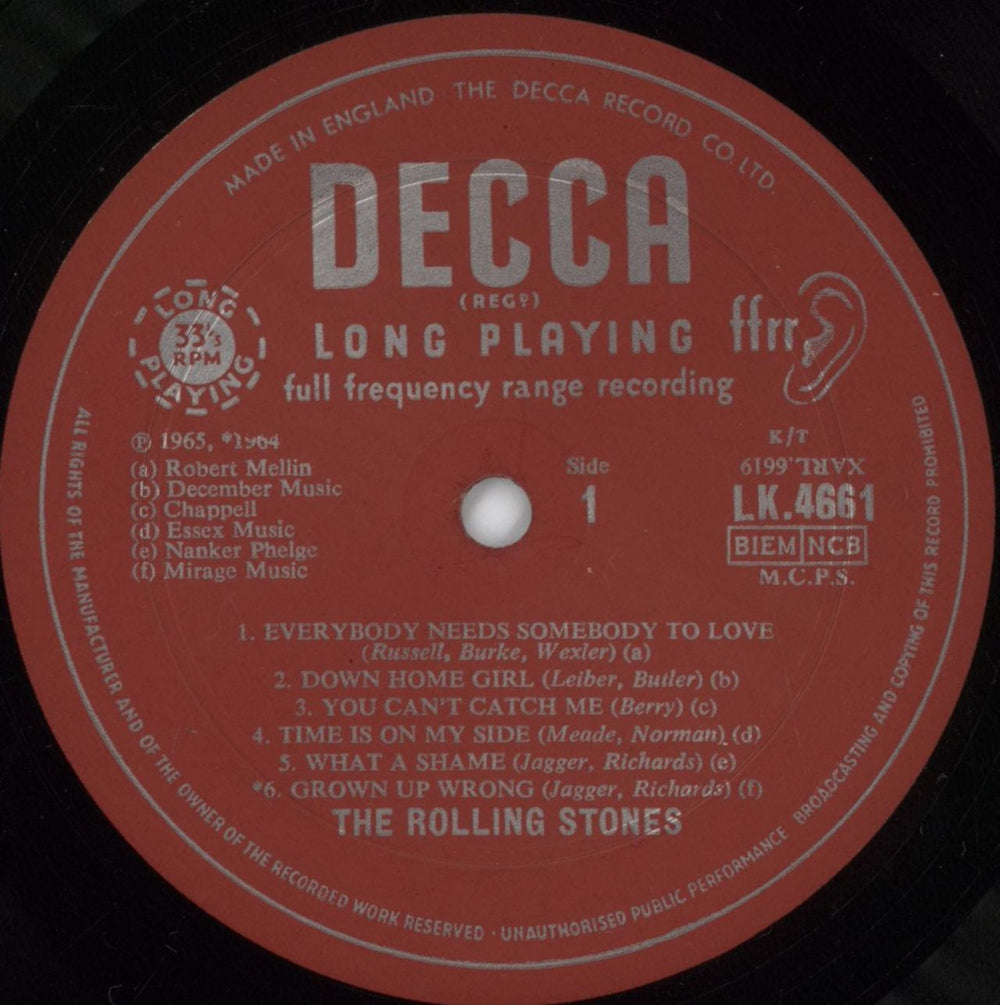 MADE IN ENGLAND · THE DECCA RECORD CO. LTD.
DECCA
(REGD)
LONG PLAYING
full frequency range recording
ffrr
LONG
33⅓
RPM
PLAYING
℗ 1965, *1964
(a) Robert Mellin
(b) December Music
(c) Chappell
(d) Essex Music
(e) Nanker Phelge
(f) Mirage Music
Side
1
K/T
XARL.6619
LK.4661
BIEM NCB
M.C.P.S.
1. EVERYBODY NEEDS SOMEBODY TO LOVE
(Russell, Burke, Wexler) (a)
2. DOWN HOME GIRL (Leiber, Butler) (b)
3. YOU CAN'T CATCH ME (Berry) (c)
4. TIME IS ON MY SIDE (Meade, Norman) (d)
5. WHAT A SHAME (Jagger, Richards) (e)
*6. GROWN UP WRONG (Jagger, Richards) (f)
THE ROLLING STONES
ALL RIGHTS OF THE MANUFACTURER AND OF THE OWNER OF THE RECORDED WORK RESERVED · UNAUTHORISED PUBLIC PERFORMANCE BROADCASTING AND COPYING OF THIS RECORD PROHIBITED